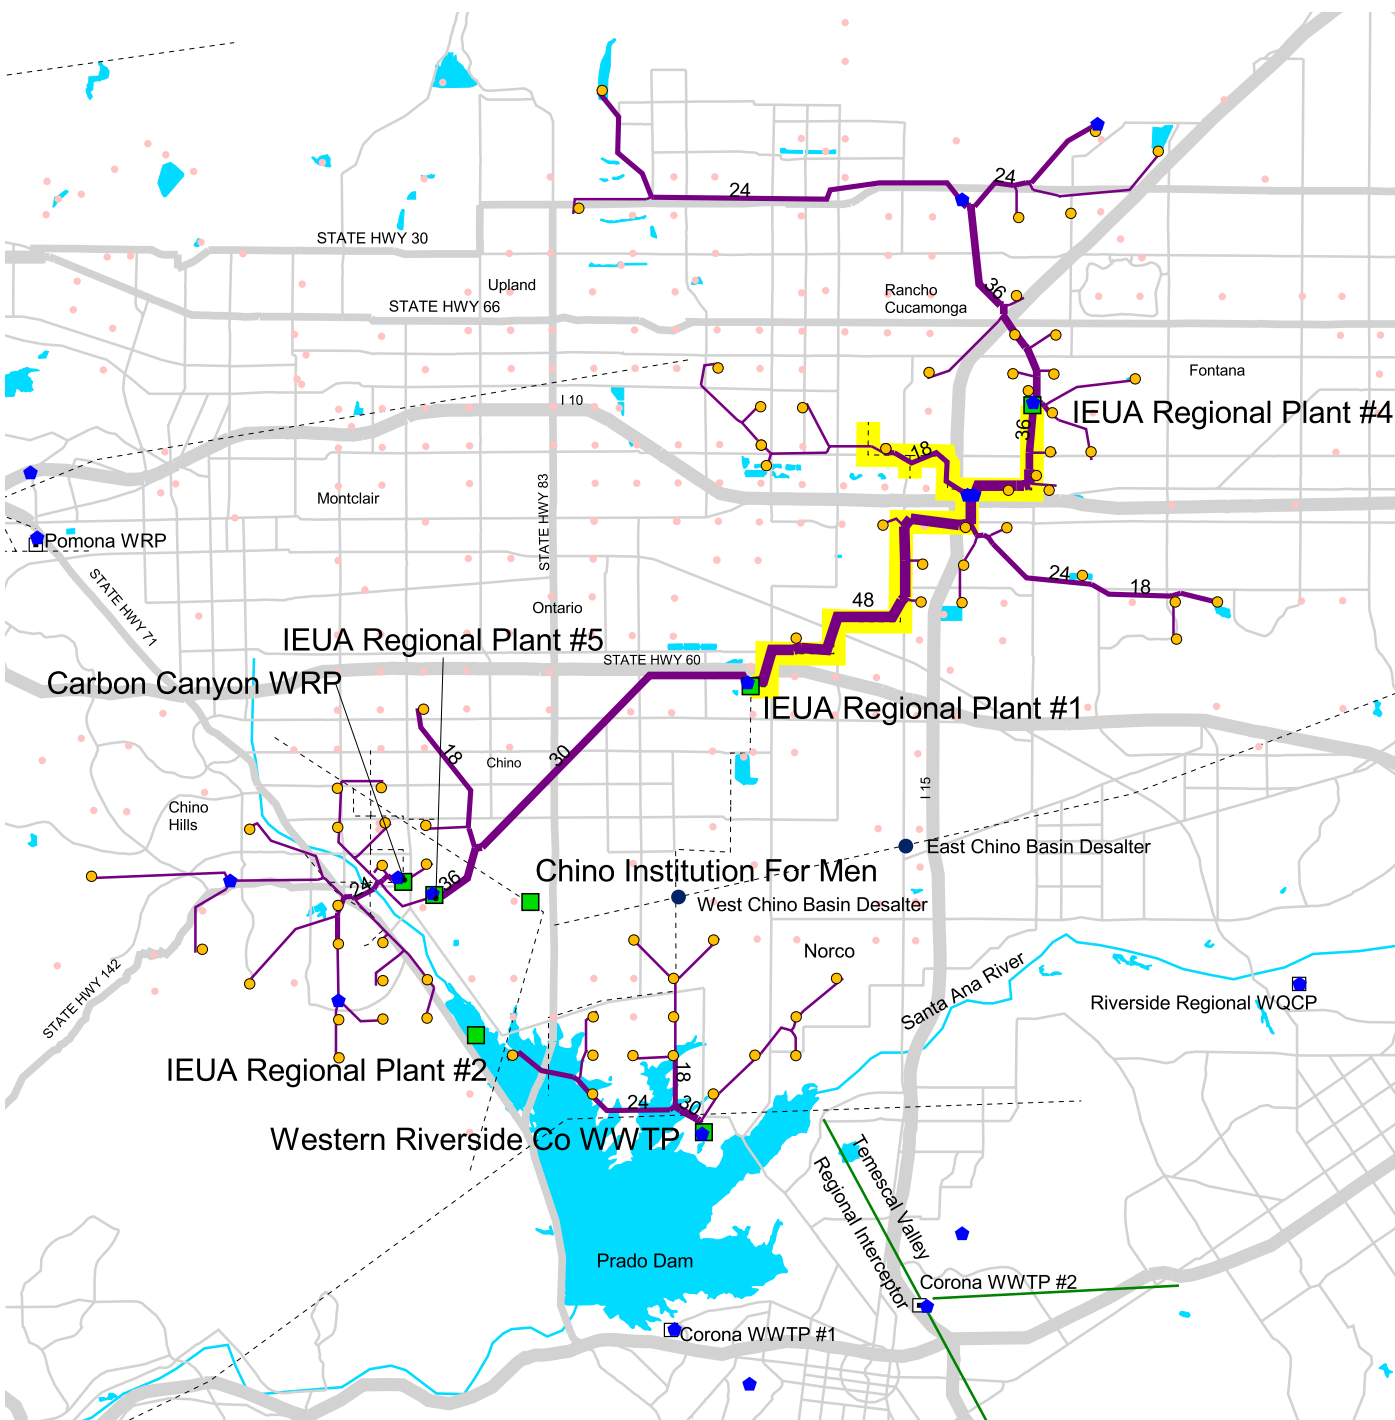 24
24
STATE HWY 30
Upland
36
Rancho
Cucamonga
STATE HWY 66
Fontana
I 10
IEUA Regional Plant #4
36
18
Montclair
STATE HWY 83
Pomona WRP
STATE HWY 71
24
18
48
Ontario
IEUA Regional Plant #5
STATE HWY 60
Carbon Canyon WRP
IEUA Regional Plant #1
18
30
Chino
I 15
Chino
Hills
East Chino Basin Desalter
Chino Institution For Men
24
36
West Chino Basin Desalter
Norco
STATE HWY 142
Santa Ana River
Riverside Regional WQCP
IEUA Regional Plant #2
18
24
30
Western Riverside Co WWTP
Temescal Valley
Regional Interceptor
Prado Dam
Corona WWTP #2
Corona WWTP #1